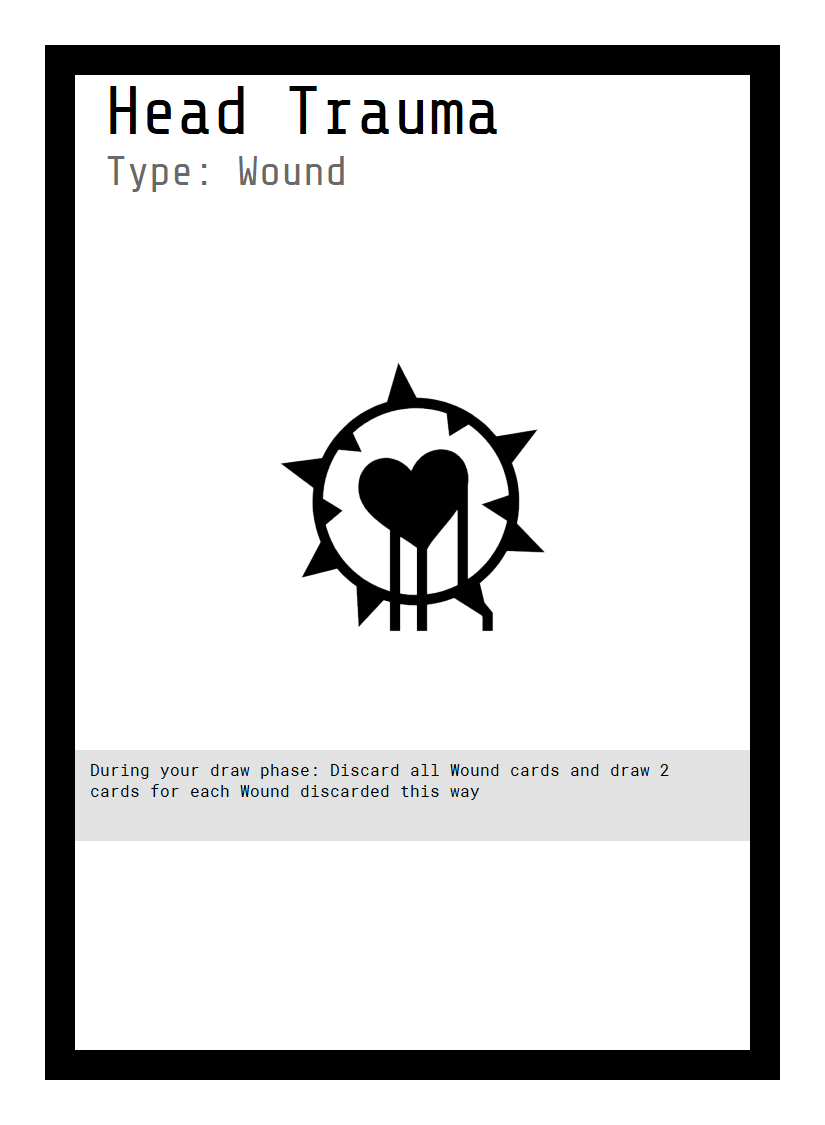 Head Trauma
Type: Wound
During your draw phase: Discard all Wound cards and draw 2
cards for each Wound discarded this way